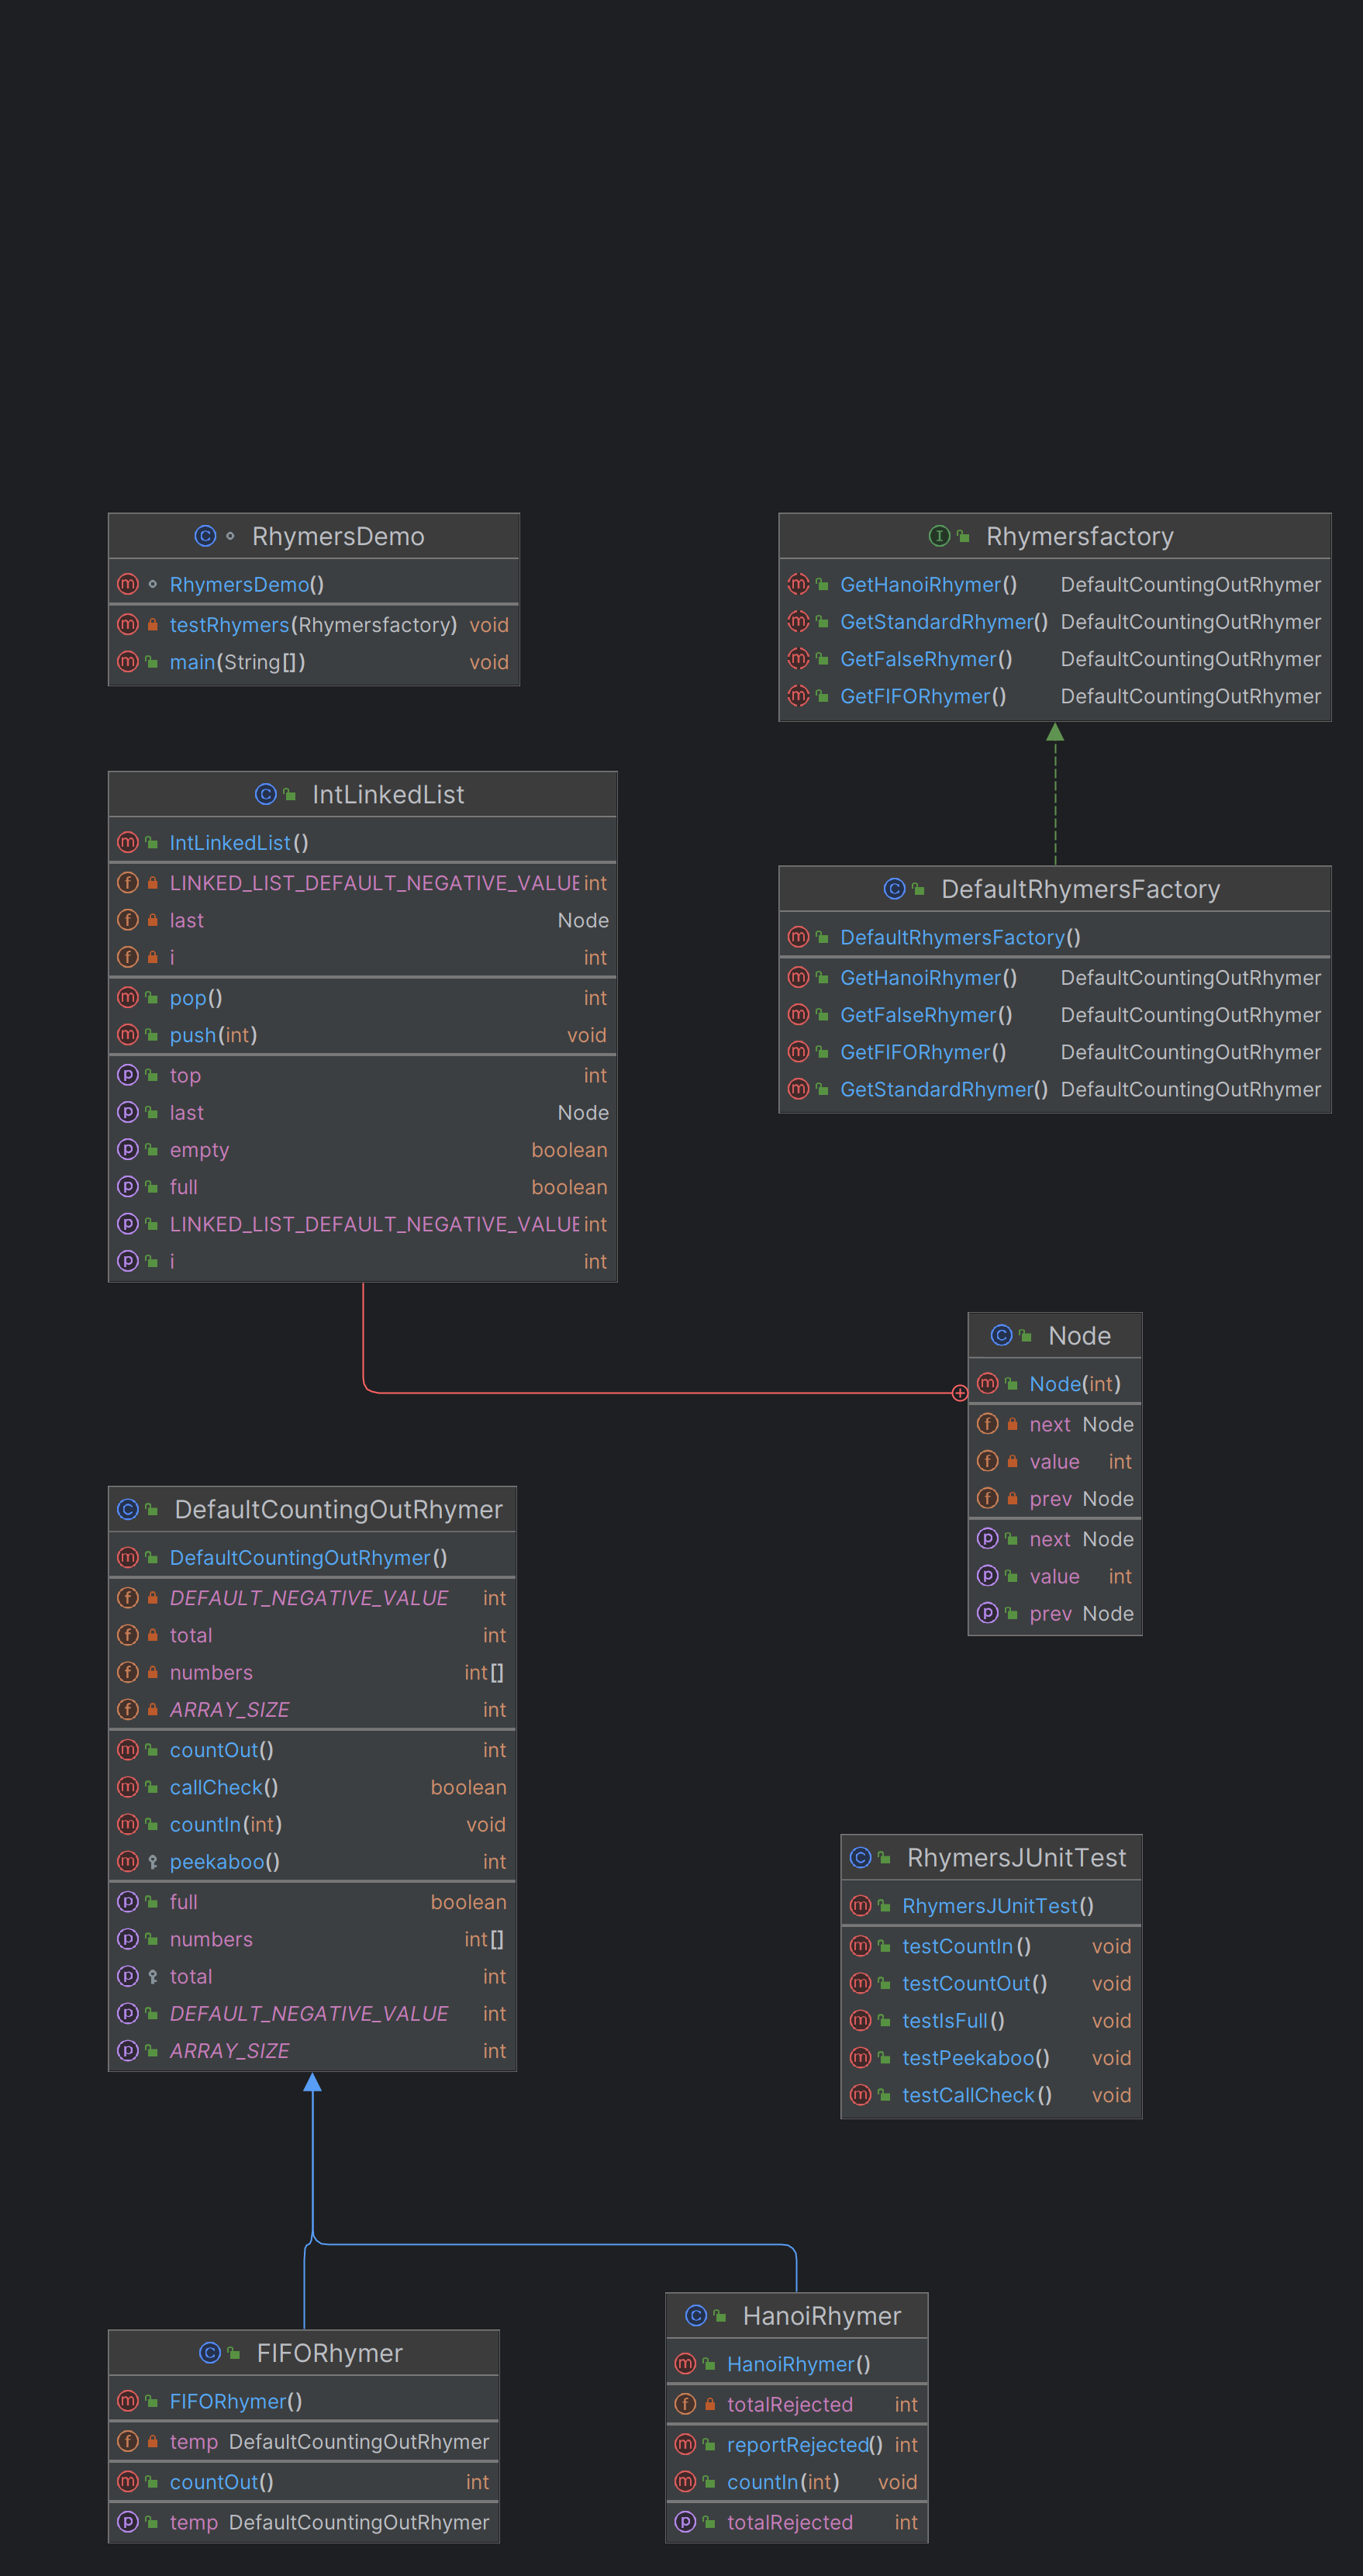 RhymersDemo
RhymersDemo()
testRhymers(Rhymersfactory) void
main(String[]) void
Rhymersfactory
GetHanoiRhymer() DefaultCountingOutRhymer
GetStandardRhymer() DefaultCountingOutRhymer
GetFalseRhymer() DefaultCountingOutRhymer
GetFIFORhymer() DefaultCountingOutRhymer
IntLinkedList
IntLinkedList()
LINKED_LIST_DEFAULT_NEGATIVE_VALUE int
last Node
i int
pop() int
push(int) void
top int
last Node
empty boolean
full boolean
LINKED_LIST_DEFAULT_NEGATIVE_VALUE int
i int
DefaultRhymersFactory
DefaultRhymersFactory()
GetHanoiRhymer() DefaultCountingOutRhymer
GetFalseRhymer() DefaultCountingOutRhymer
GetFIFORhymer() DefaultCountingOutRhymer
GetStandardRhymer() DefaultCountingOutRhymer
Node
Node(int)
next Node
value int
prev Node
next Node
value int
prev Node
DefaultCountingOutRhymer
DefaultCountingOutRhymer()
DEFAULT_NEGATIVE_VALUE int
total int
numbers int[]
ARRAY_SIZE int
countOut() int
callCheck() boolean
countIn(int) void
peekaboo() int
full boolean
numbers int[]
total int
DEFAULT_NEGATIVE_VALUE int
ARRAY_SIZE int
RhymersJUnitTest
RhymersJUnitTest()
testCountIn() void
testCountOut() void
testIsFull() void
testPeekaboo() void
testCallCheck() void
FIFORhymer
FIFORhymer()
temp DefaultCountingOutRhymer
countOut() int
temp DefaultCountingOutRhymer
HanoiRhymer
HanoiRhymer()
totalRejected int
reportRejected() int
countIn(int) void
totalRejected int